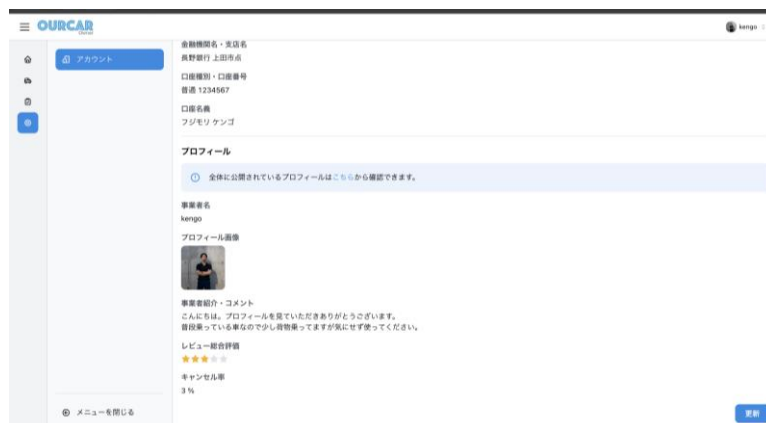 OURCAR
Owner
kengo
アカウント
金融機関名・支店名
長野銀行 上田市点
口座種別・口座番号
普通 1234567
口座名義
フジモリ ケンゴ
プロフィール
全体に公開されているプロフィールはこちらから確認できます。
事業者名
kengo
プロフィール画像
事業者紹介・コメント
こんにちは。プロフィールを見ていただきありがとうございます。
普段乗っている車なので少し荷物乗ってますが気にせず使ってください。
レビュー総合評価
キャンセル率
3 %
メニューを閉じる
更新